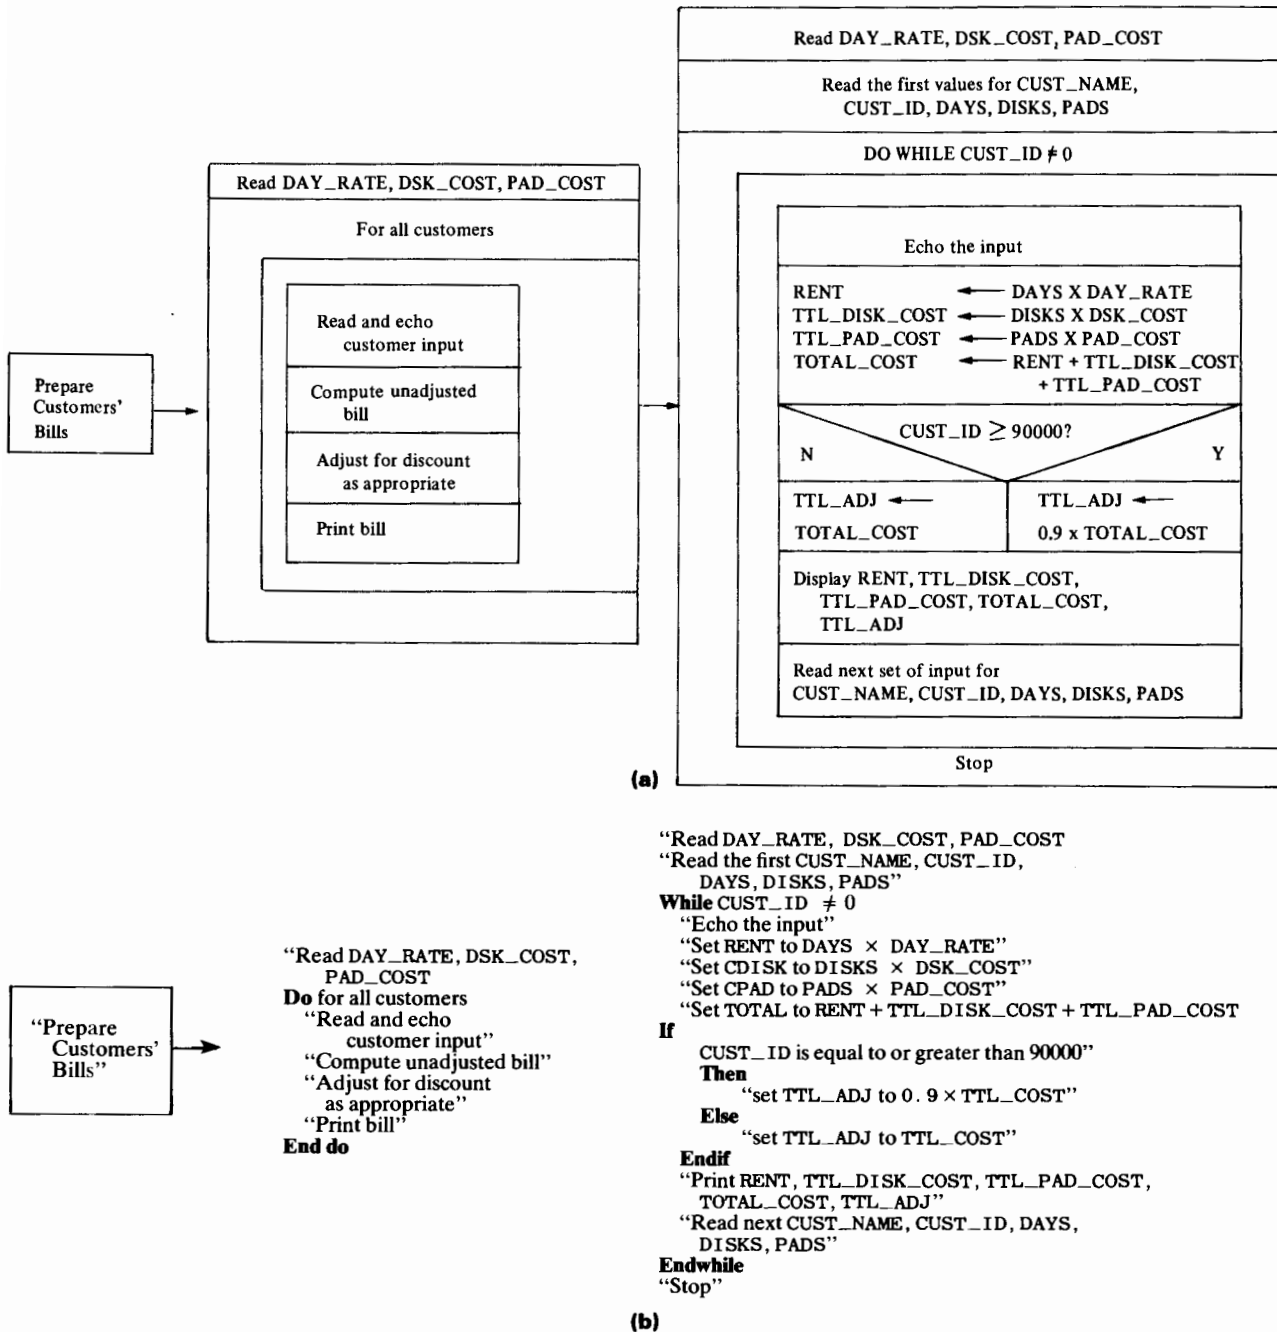 Prepare
Customers'
Bills
Read DAY_RATE, DSK_COST, PAD_COST
For all customers
Read and echo
customer input
Compute unadjusted
bill
Adjust for discount
as appropriate
Print bill
Read DAY_RATE, DSK_COST, PAD_COST
Read the first values for CUST_NAME,
CUST_ID, DAYS, DISKS, PADS
DO WHILE CUST_ID ≠ 0
Echo the input
RENT ← DAYS X DAY_RATE
TTL_DISK_COST ← DISKS X DSK_COST
TTL_PAD_COST ← PADS X PAD_COST
TOTAL_COST ← RENT + TTL_DISK_COST
+ TTL_PAD_COST
CUST_ID ≥ 90000?
N Y
TTL_ADJ ← TTL_ADJ ←
TOTAL_COST 0.9 x TOTAL_COST
Display RENT, TTL_DISK_COST,
TTL_PAD_COST, TOTAL_COST,
TTL_ADJ
Read next set of input for
CUST_NAME, CUST_ID, DAYS, DISKS, PADS
Stop
(a)
"Prepare
Customers'
Bills"
"Read DAY_RATE, DSK_COST,
PAD_COST
Do for all customers
"Read and echo
customer input"
"Compute unadjusted bill"
"Adjust for discount
as appropriate"
"Print bill"
End do
"Read DAY_RATE, DSK_COST, PAD_COST
"Read the first CUST_NAME, CUST_ID,
DAYS, DISKS, PADS"
While CUST_ID ≠ 0
"Echo the input"
"Set RENT to DAYS × DAY_RATE"
"Set CDISK to DISKS × DSK_COST"
"Set CPAD to PADS × PAD_COST"
"Set TOTAL to RENT + TTL_DISK_COST + TTL_PAD_COST
If
CUST_ID is equal to or greater than 90000"
Then
"set TTL_ADJ to 0.9 × TTL_COST"
Else
"set TTL_ADJ to TTL_COST"
Endif
"Print RENT, TTL_DISK_COST, TTL_PAD_COST,
TOTAL_COST, TTL_ADJ"
"Read next CUST_NAME, CUST_ID, DAYS,
DISKS, PADS"
Endwhile
"Stop"
(b)